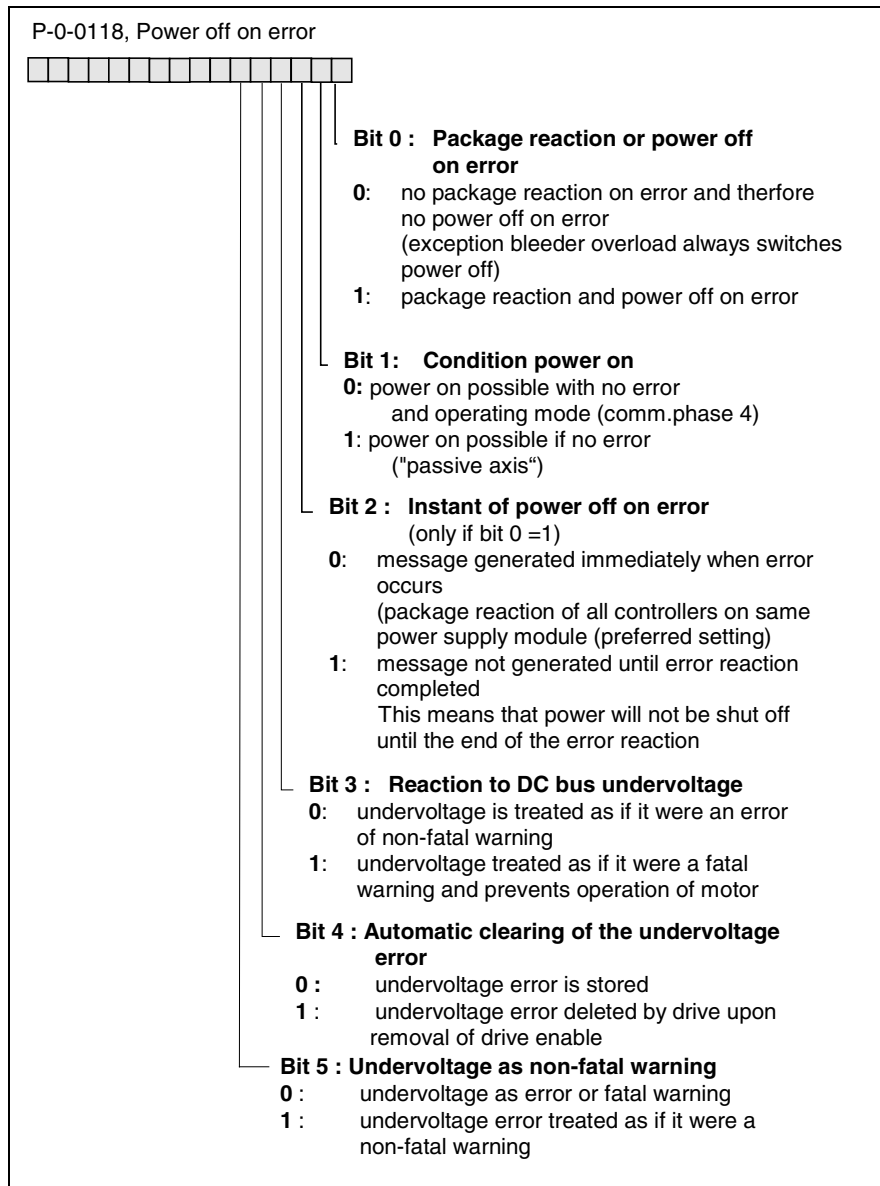 P-0-0118, Power off on error
Bit 0 : Package reaction or power off
on error
0: no package reaction on error and therfore
no power off on error
(exception bleeder overload always switches
power off)
1: package reaction and power off on error
Bit 1: Condition power on
0: power on possible with no error
and operating mode (comm.phase 4)
1: power on possible if no error
("passive axis“)
Bit 2 : Instant of power off on error
(only if bit 0 =1)
0: message generated immediately when error
occurs
(package reaction of all controllers on same
power supply module (preferred setting)
1: message not generated until error reaction
completed
This means that power will not be shut off
until the end of the error reaction
Bit 3 : Reaction to DC bus undervoltage
0: undervoltage is treated as if it were an error
of non-fatal warning
1: undervoltage treated as if it were a fatal
warning and prevents operation of motor
Bit 4 : Automatic clearing of the undervoltage
error
0 : undervoltage error is stored
1 : undervoltage error deleted by drive upon
removal of drive enable
Bit 5 : Undervoltage as non-fatal warning
0 : undervoltage as error or fatal warning
1 : undervoltage error treated as if it were a
non-fatal warning